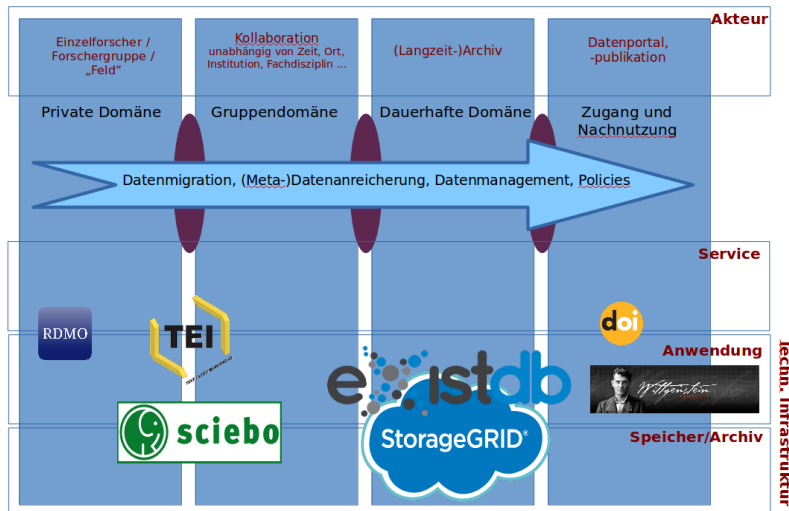 Akteur
Einzelforscher /
Forschergruppe /
„Feld“
Kollaboration
unabhängig von Zeit, Ort,
Institution, Fachdisziplin ...
(Langzeit-)Archiv
Datenportal,
-publikation
Private Domäne
Gruppendomäne
Dauerhafte Domäne
Zugang und
Nachnutzung
Datenmigration, (Meta-)Datenanreicherung, Datenmanagement, Policies
Service
RDMO
TEI
doi
Anwendung
eXistdb
Wittgenstein
sciebo
StorageGRID®
Speicher/Archiv
Techn. Infrastruktur